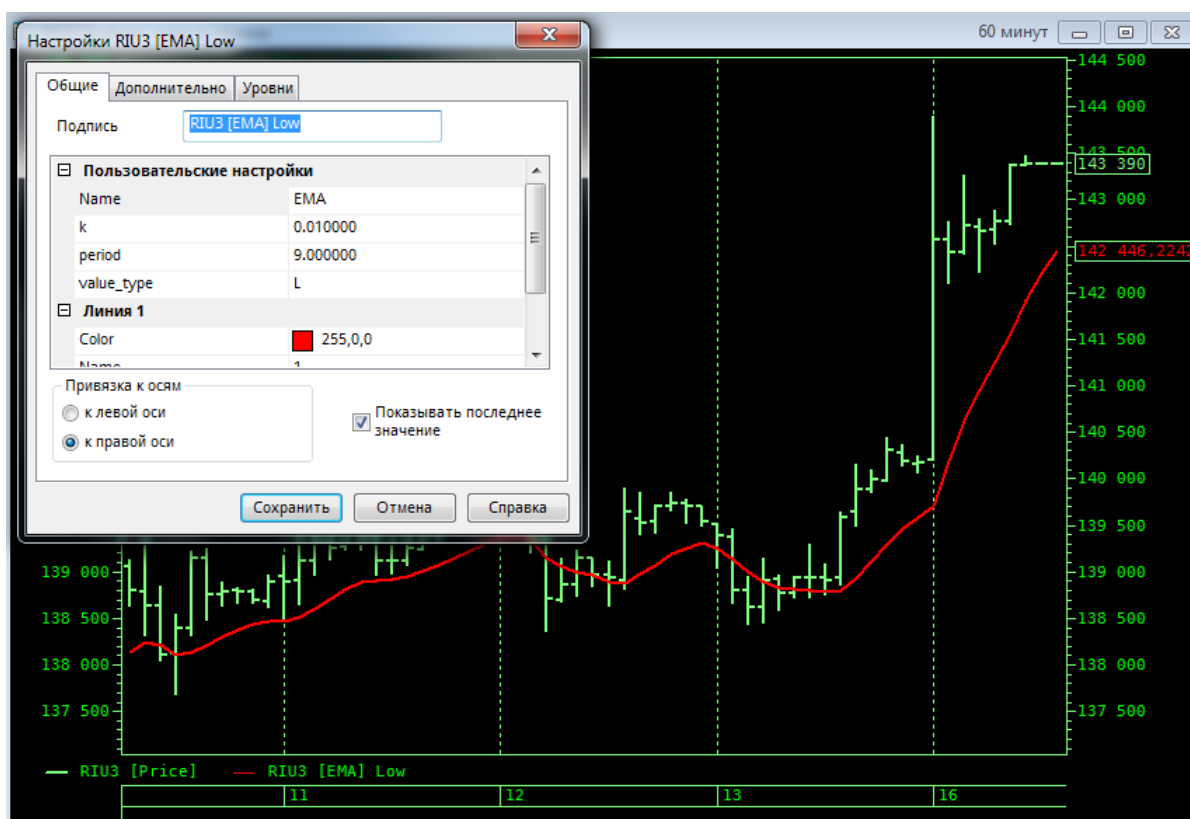 60 минут
Настройки RIU3 [EMA] Low
Общие
Дополнительно
Уровни
Подпись
RIU3 [EMA] Low
Пользовательские настройки
Name EMA
k 0.010000
period 9.000000
value_type L
Линия 1
Color 255,0,0
Name 1
Привязка к осям
к левой оси
к правой оси
Показывать последнее
значение
Сохранить
Отмена
Справка
139 000
138 500
138 000
137 500
144 500
144 000
143 500
143 390
143 000
142 446,2242
142 000
141 500
141 000
140 500
140 000
139 500
139 000
138 500
138 000
137 500
RIU3 [Price] RIU3 [EMA] Low
11 12 13 16